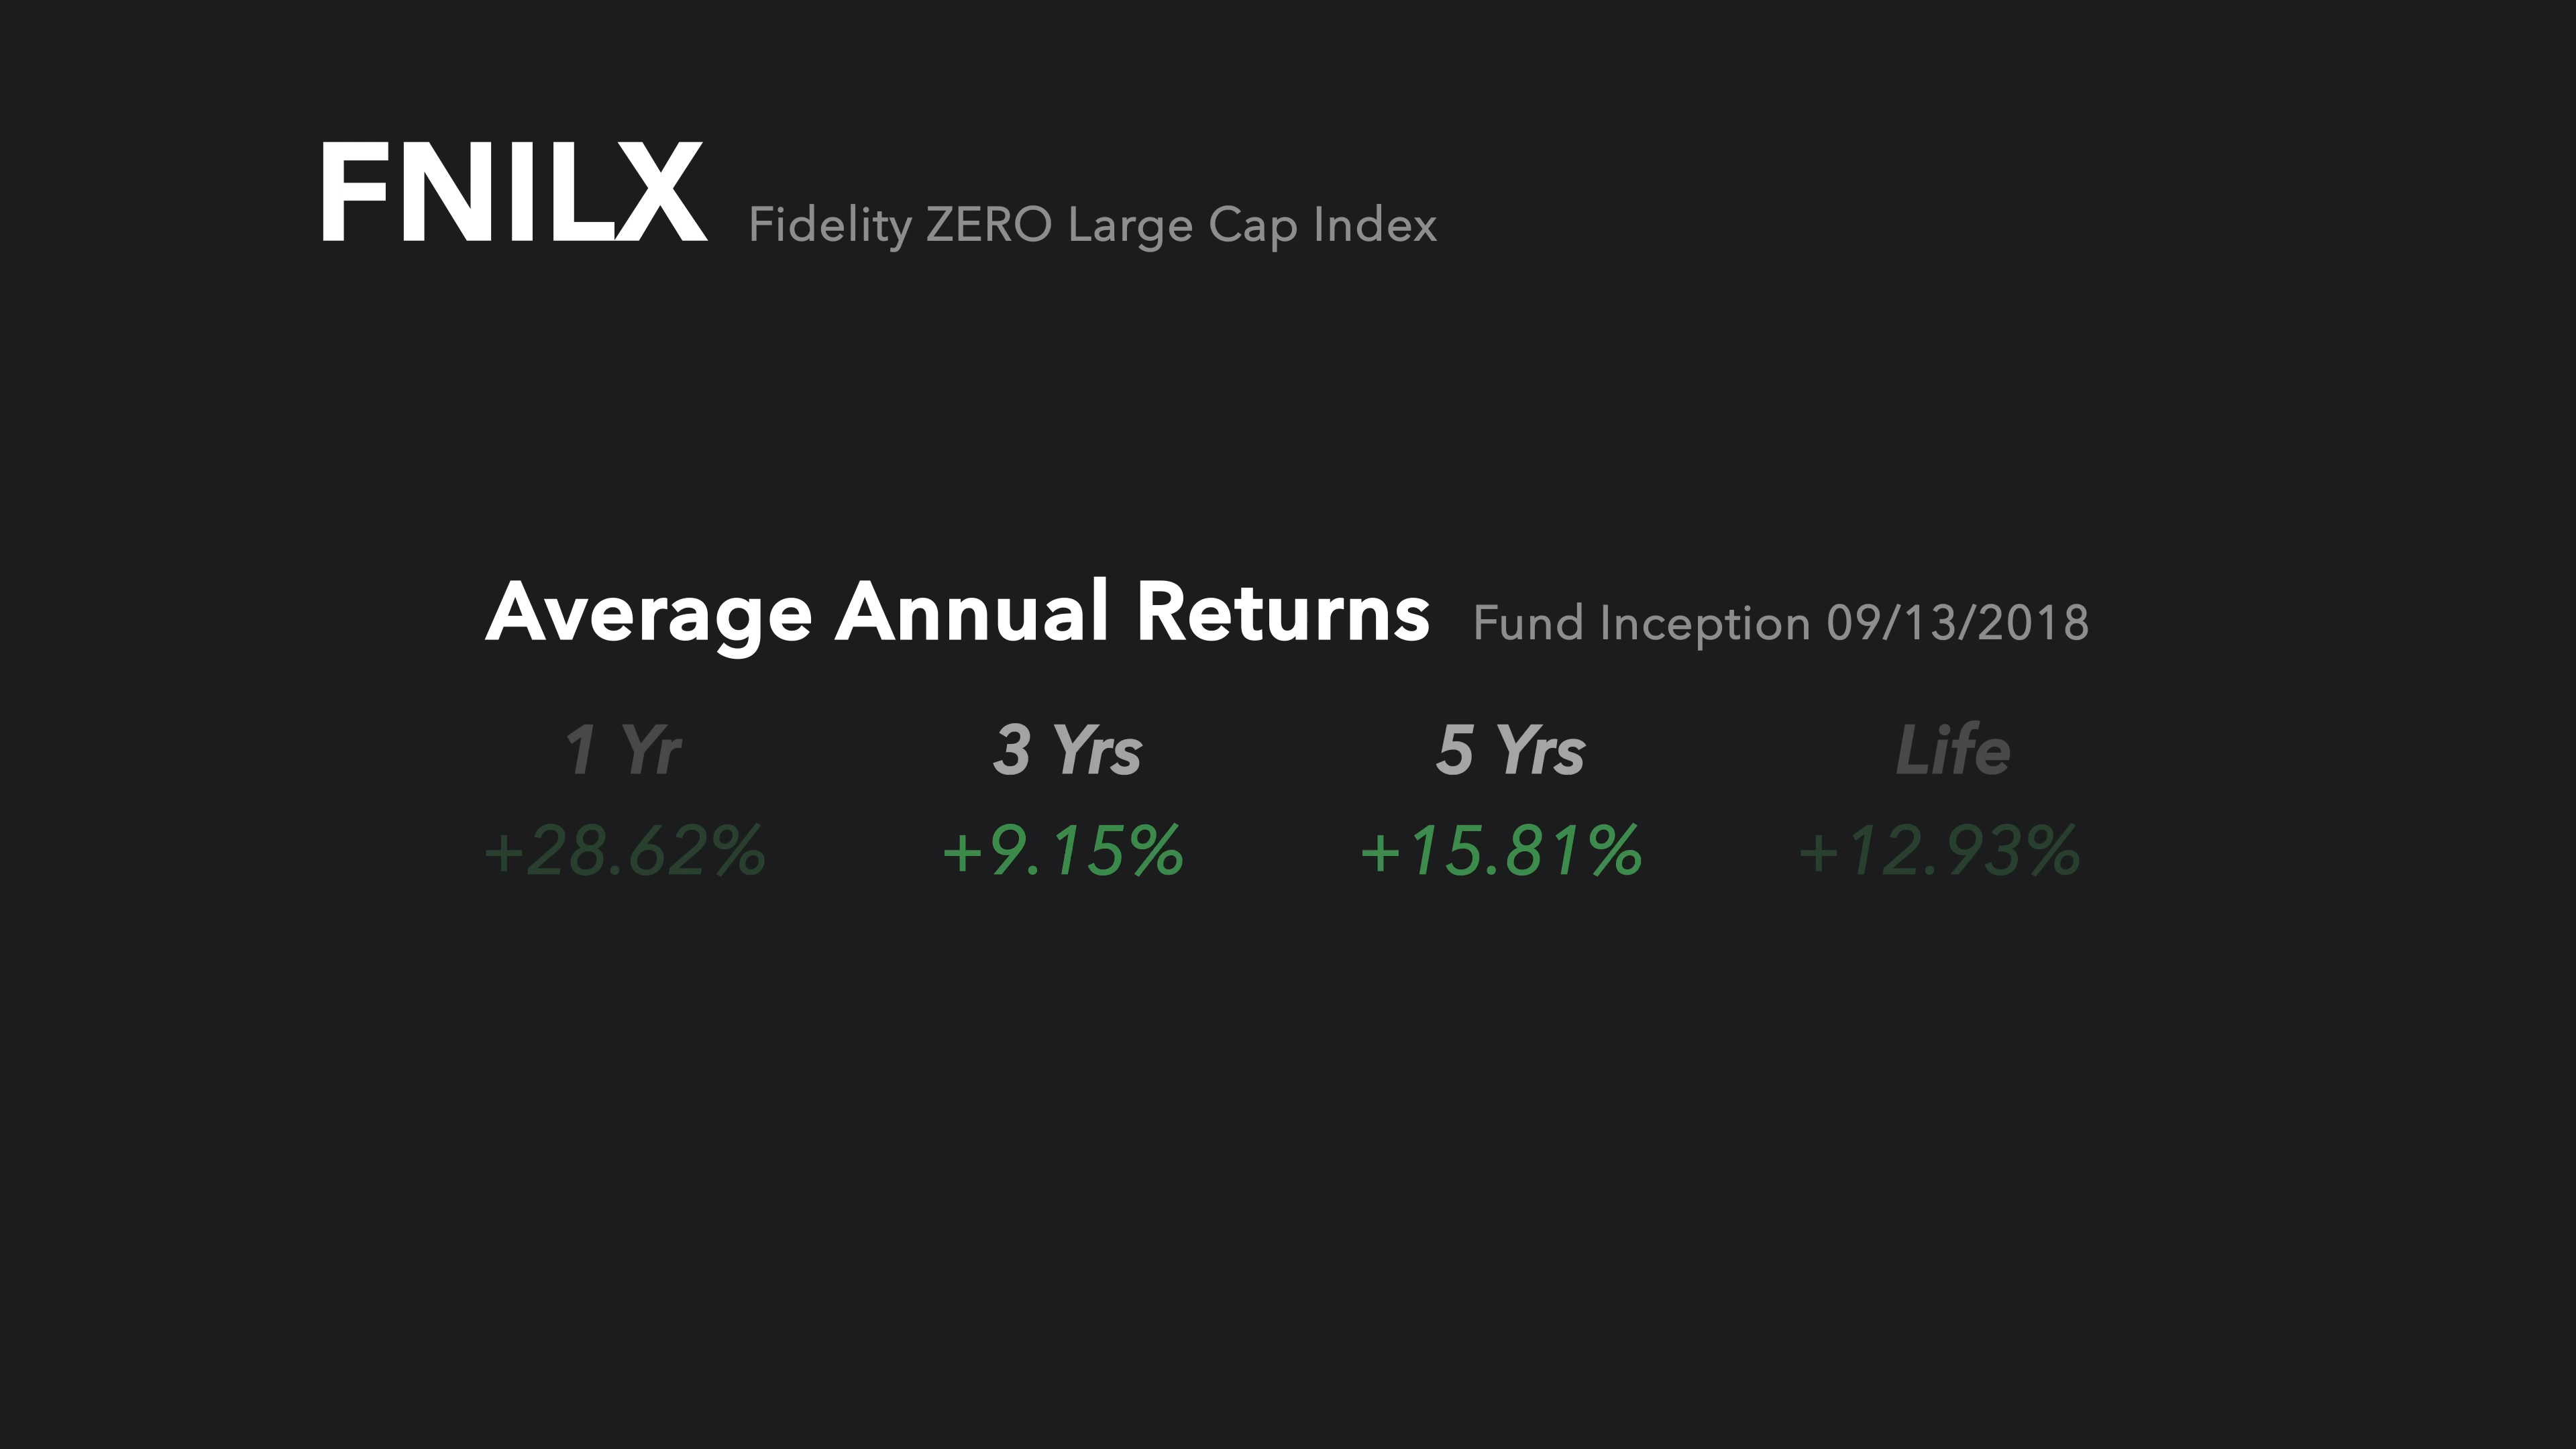 FNILX Fidelity ZERO Large Cap Index
Average Annual Returns Fund Inception 09/13/2018
1 Yr 3 Yrs 5 Yrs Life
+28.62% +9.15% +15.81% +12.93%